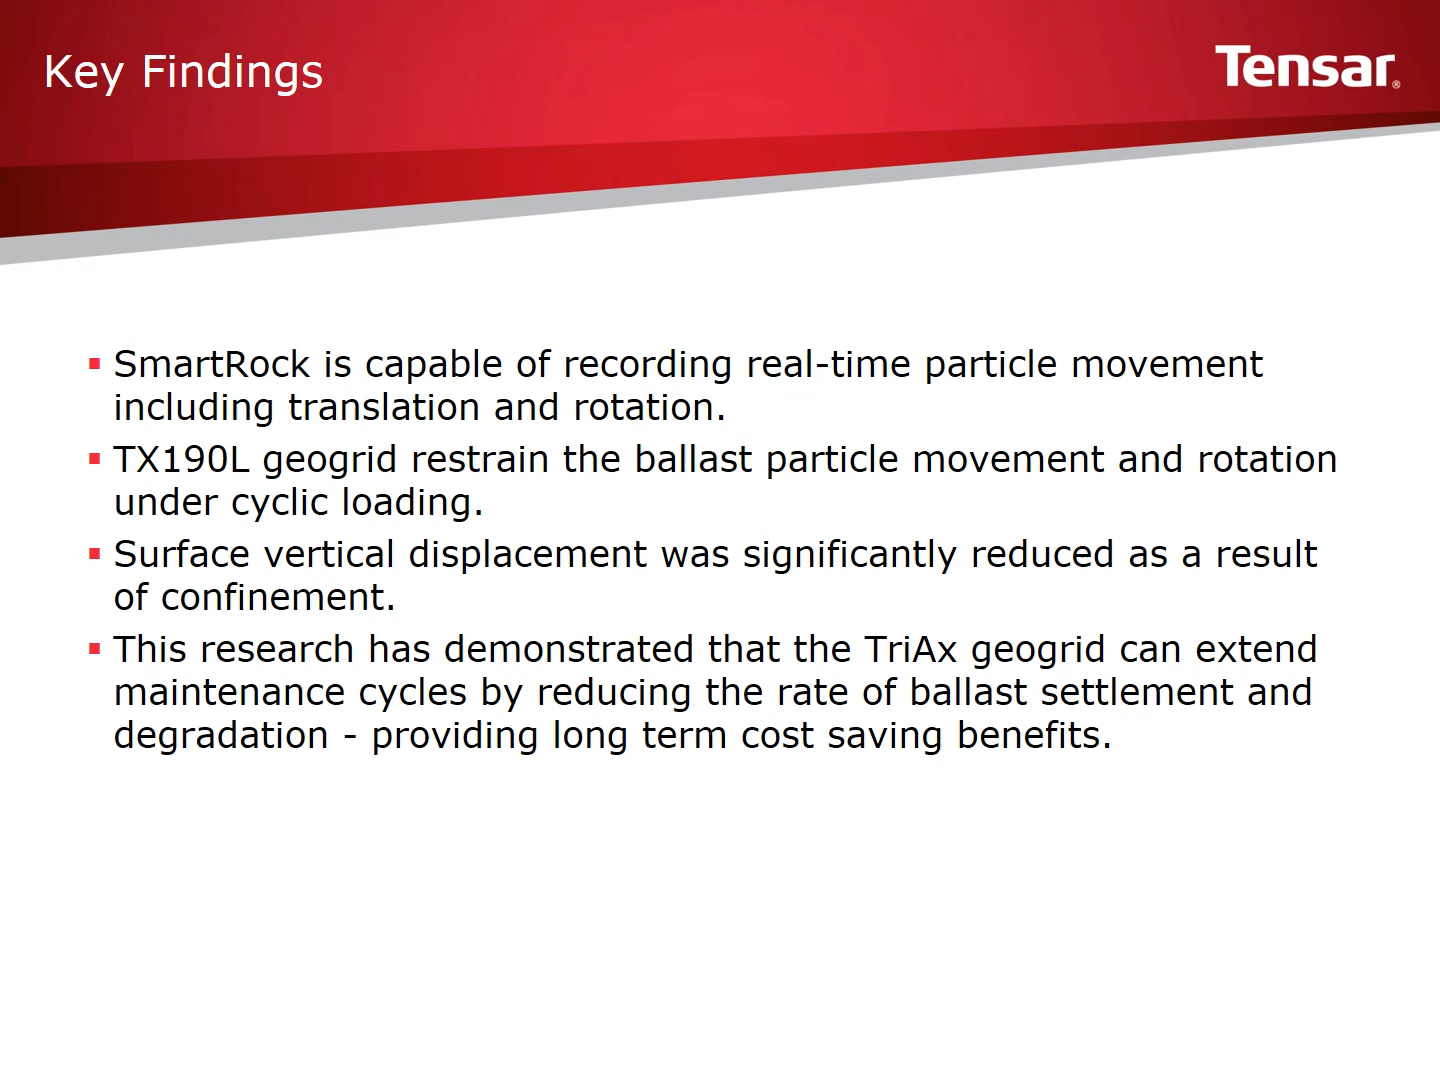 Key Findings
Tensar®
▪ SmartRock is capable of recording real-time particle movement
including translation and rotation.
▪ TX190L geogrid restrain the ballast particle movement and rotation
under cyclic loading.
▪ Surface vertical displacement was significantly reduced as a result
of confinement.
▪ This research has demonstrated that the TriAx geogrid can extend
maintenance cycles by reducing the rate of ballast settlement and
degradation - providing long term cost saving benefits.